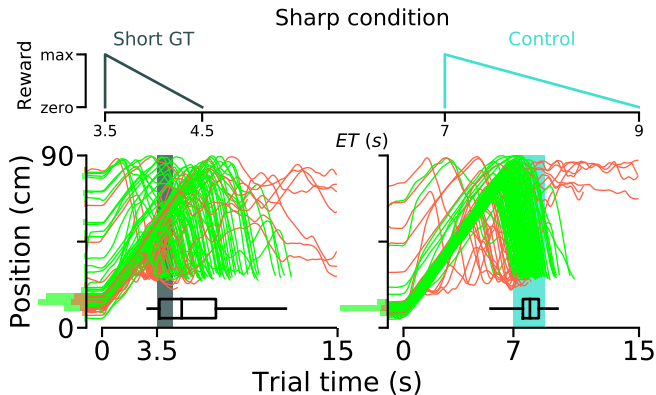 Sharp condition
Short GT
Control
Reward
max
zero
3.5
4.5
7
9
ET (s)
Position (cm)
90
0
0
3.5
15
0
7
15
Trial time (s)